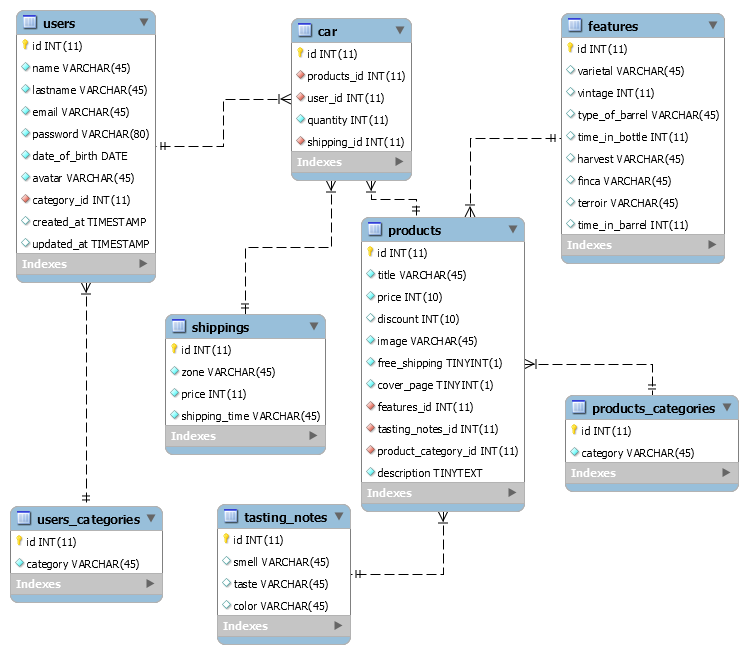 users
id INT(11)
name VARCHAR(45)
lastname VARCHAR(45)
email VARCHAR(45)
password VARCHAR(80)
date_of_birth DATE
avatar VARCHAR(45)
category_id INT(11)
created_at TIMESTAMP
updated_at TIMESTAMP
Indexes
car
id INT(11)
products_id INT(11)
user_id INT(11)
quantity INT(11)
shipping_id INT(11)
Indexes
features
id INT(11)
varietal VARCHAR(45)
vintage INT(11)
type_of_barrel VARCHAR(45)
time_in_bottle INT(11)
harvest VARCHAR(45)
finca VARCHAR(45)
terroir VARCHAR(45)
time_in_barrel INT(11)
Indexes
products
id INT(11)
title VARCHAR(45)
price INT(10)
discount INT(10)
image VARCHAR(45)
free_shipping TINYINT(1)
cover_page TINYINT(1)
features_id INT(11)
tasting_notes_id INT(11)
product_category_id INT(11)
description TINYTEXT
Indexes
shippings
id INT(11)
zone VARCHAR(45)
price INT(11)
shipping_time VARCHAR(45)
Indexes
products_categories
id INT(11)
category VARCHAR(45)
Indexes
users_categories
id INT(11)
category VARCHAR(45)
Indexes
tasting_notes
id INT(11)
smell VARCHAR(45)
taste VARCHAR(45)
color VARCHAR(45)
Indexes